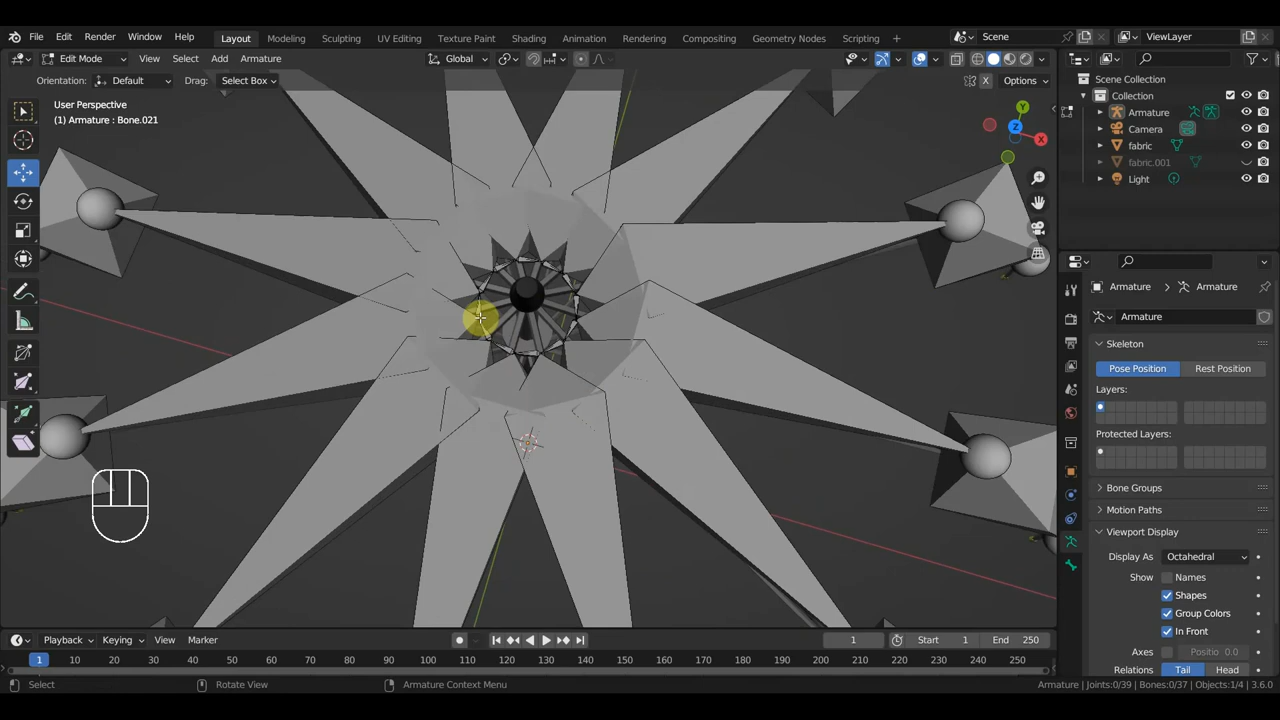 File Edit Render Window Help Layout Modeling Sculpting UV Editing Texture Paint Shading Animation Rendering Compositing Geometry Nodes Scripting + Scene ViewLayer
Edit Mode View Select Add Armature Global
Orientation: Default Drag: Select Box X Options
User Perspective
(1) Armature : Bone.021
Y
Z
X
Scene Collection
Collection
Armature
Camera
fabric
fabric.001
Light
Armature Armature
Armature
Skeleton
Pose Position Rest Position
Layers:
Protected Layers:
Bone Groups
Motion Paths
Viewport Display
Display As Octahedral
Show Names
Shapes
Group Colors
In Front
Axes Positio 0.0
Relations Tail Head
Playback Keying View Marker 1 Start 1 End 250
1 10 20 30 40 50 60 70 80 90 100 110 120 130 140 150 160 170 180 190 200 210 220 230 240 250
Select Rotate View Armature Context Menu Armature | Joints:0/39 | Bones:0/37 | Objects:1/4 | 3.6.0